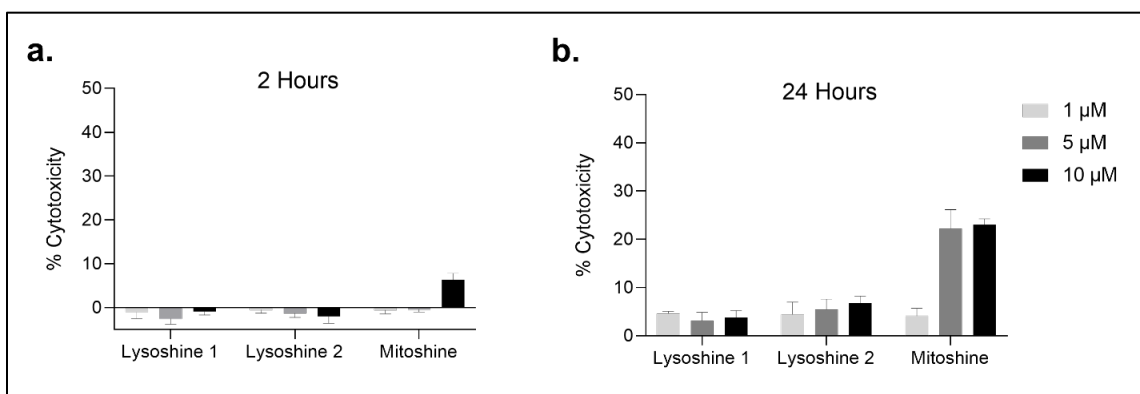 a.
2 Hours
% Cytotoxicity
50
40
30
20
10
0
Lysoshine 1 Lysoshine 2 Mitoshine
b.
24 Hours
% Cytotoxicity
50
40
30
20
10
0
Lysoshine 1 Lysoshine 2 Mitoshine
1 μM
5 μM
10 μM